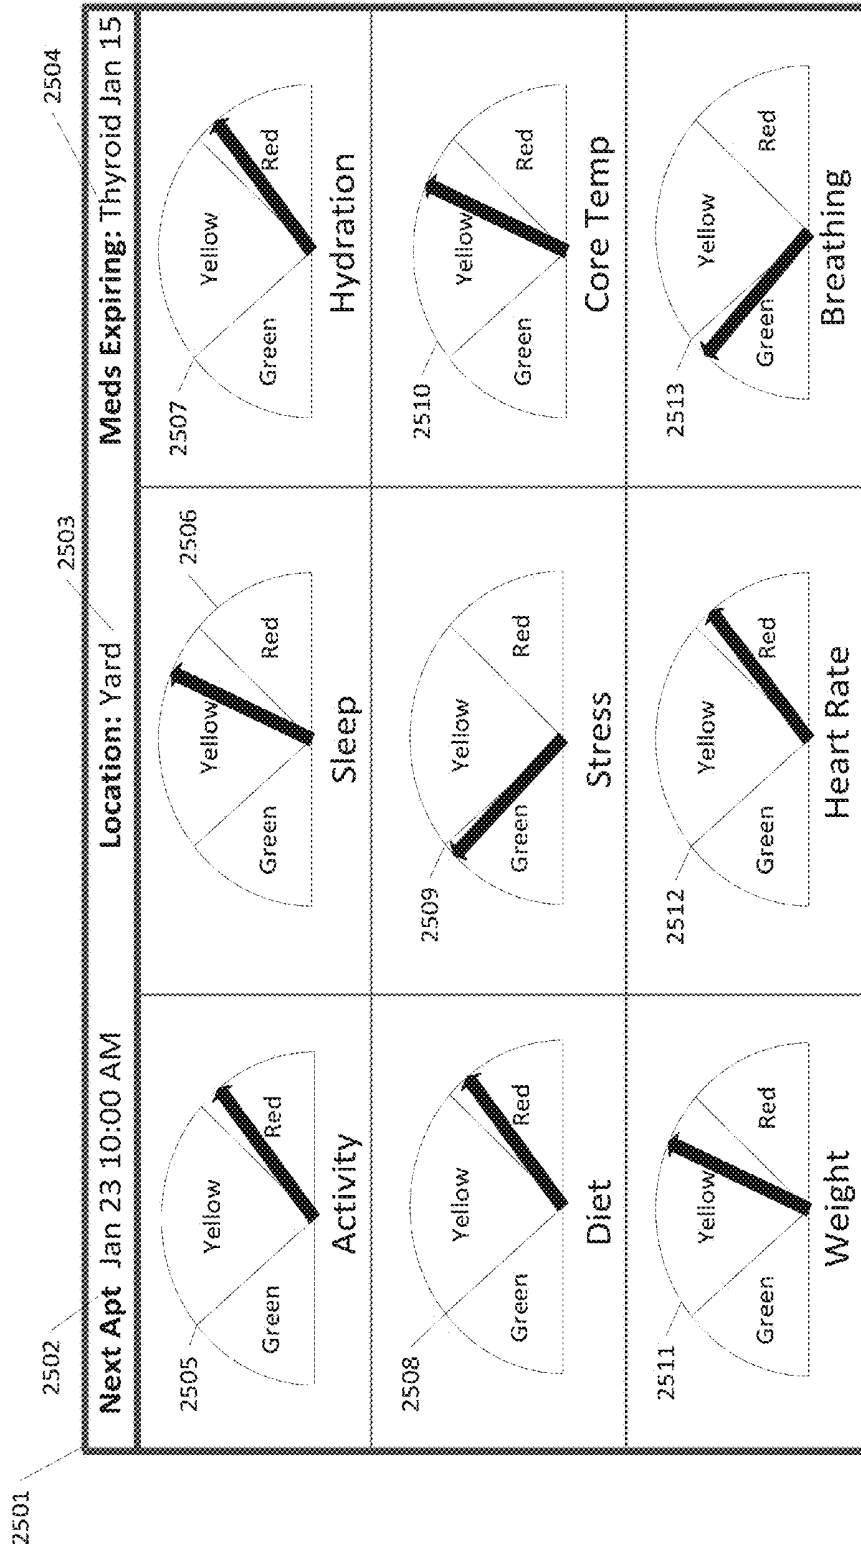 2501
2502
2503
2504
Next Apt Jan 23 10:00 AM
Location: Yard
Meds Expiring: Thyroid Jan 15
2505
Green
Yellow
Red
Activity
2506
Green
Yellow
Red
Sleep
2507
Green
Yellow
Red
Hydration
2508
Green
Yellow
Red
Diet
2509
Green
Yellow
Red
Stress
2510
Green
Yellow
Red
Core Temp
2511
Green
Yellow
Red
Weight
2512
Green
Yellow
Red
Heart Rate
2513
Green
Yellow
Red
Breathing